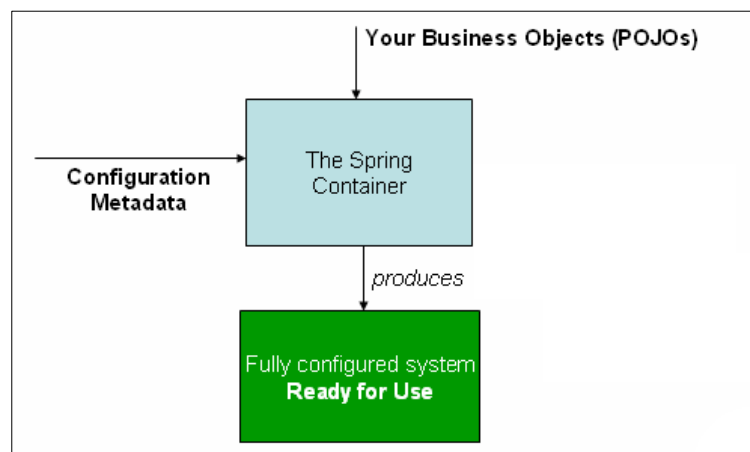 Your Business Objects (POJOs)
The Spring
Container
Configuration
Metadata
produces
Fully configured system
Ready for Use